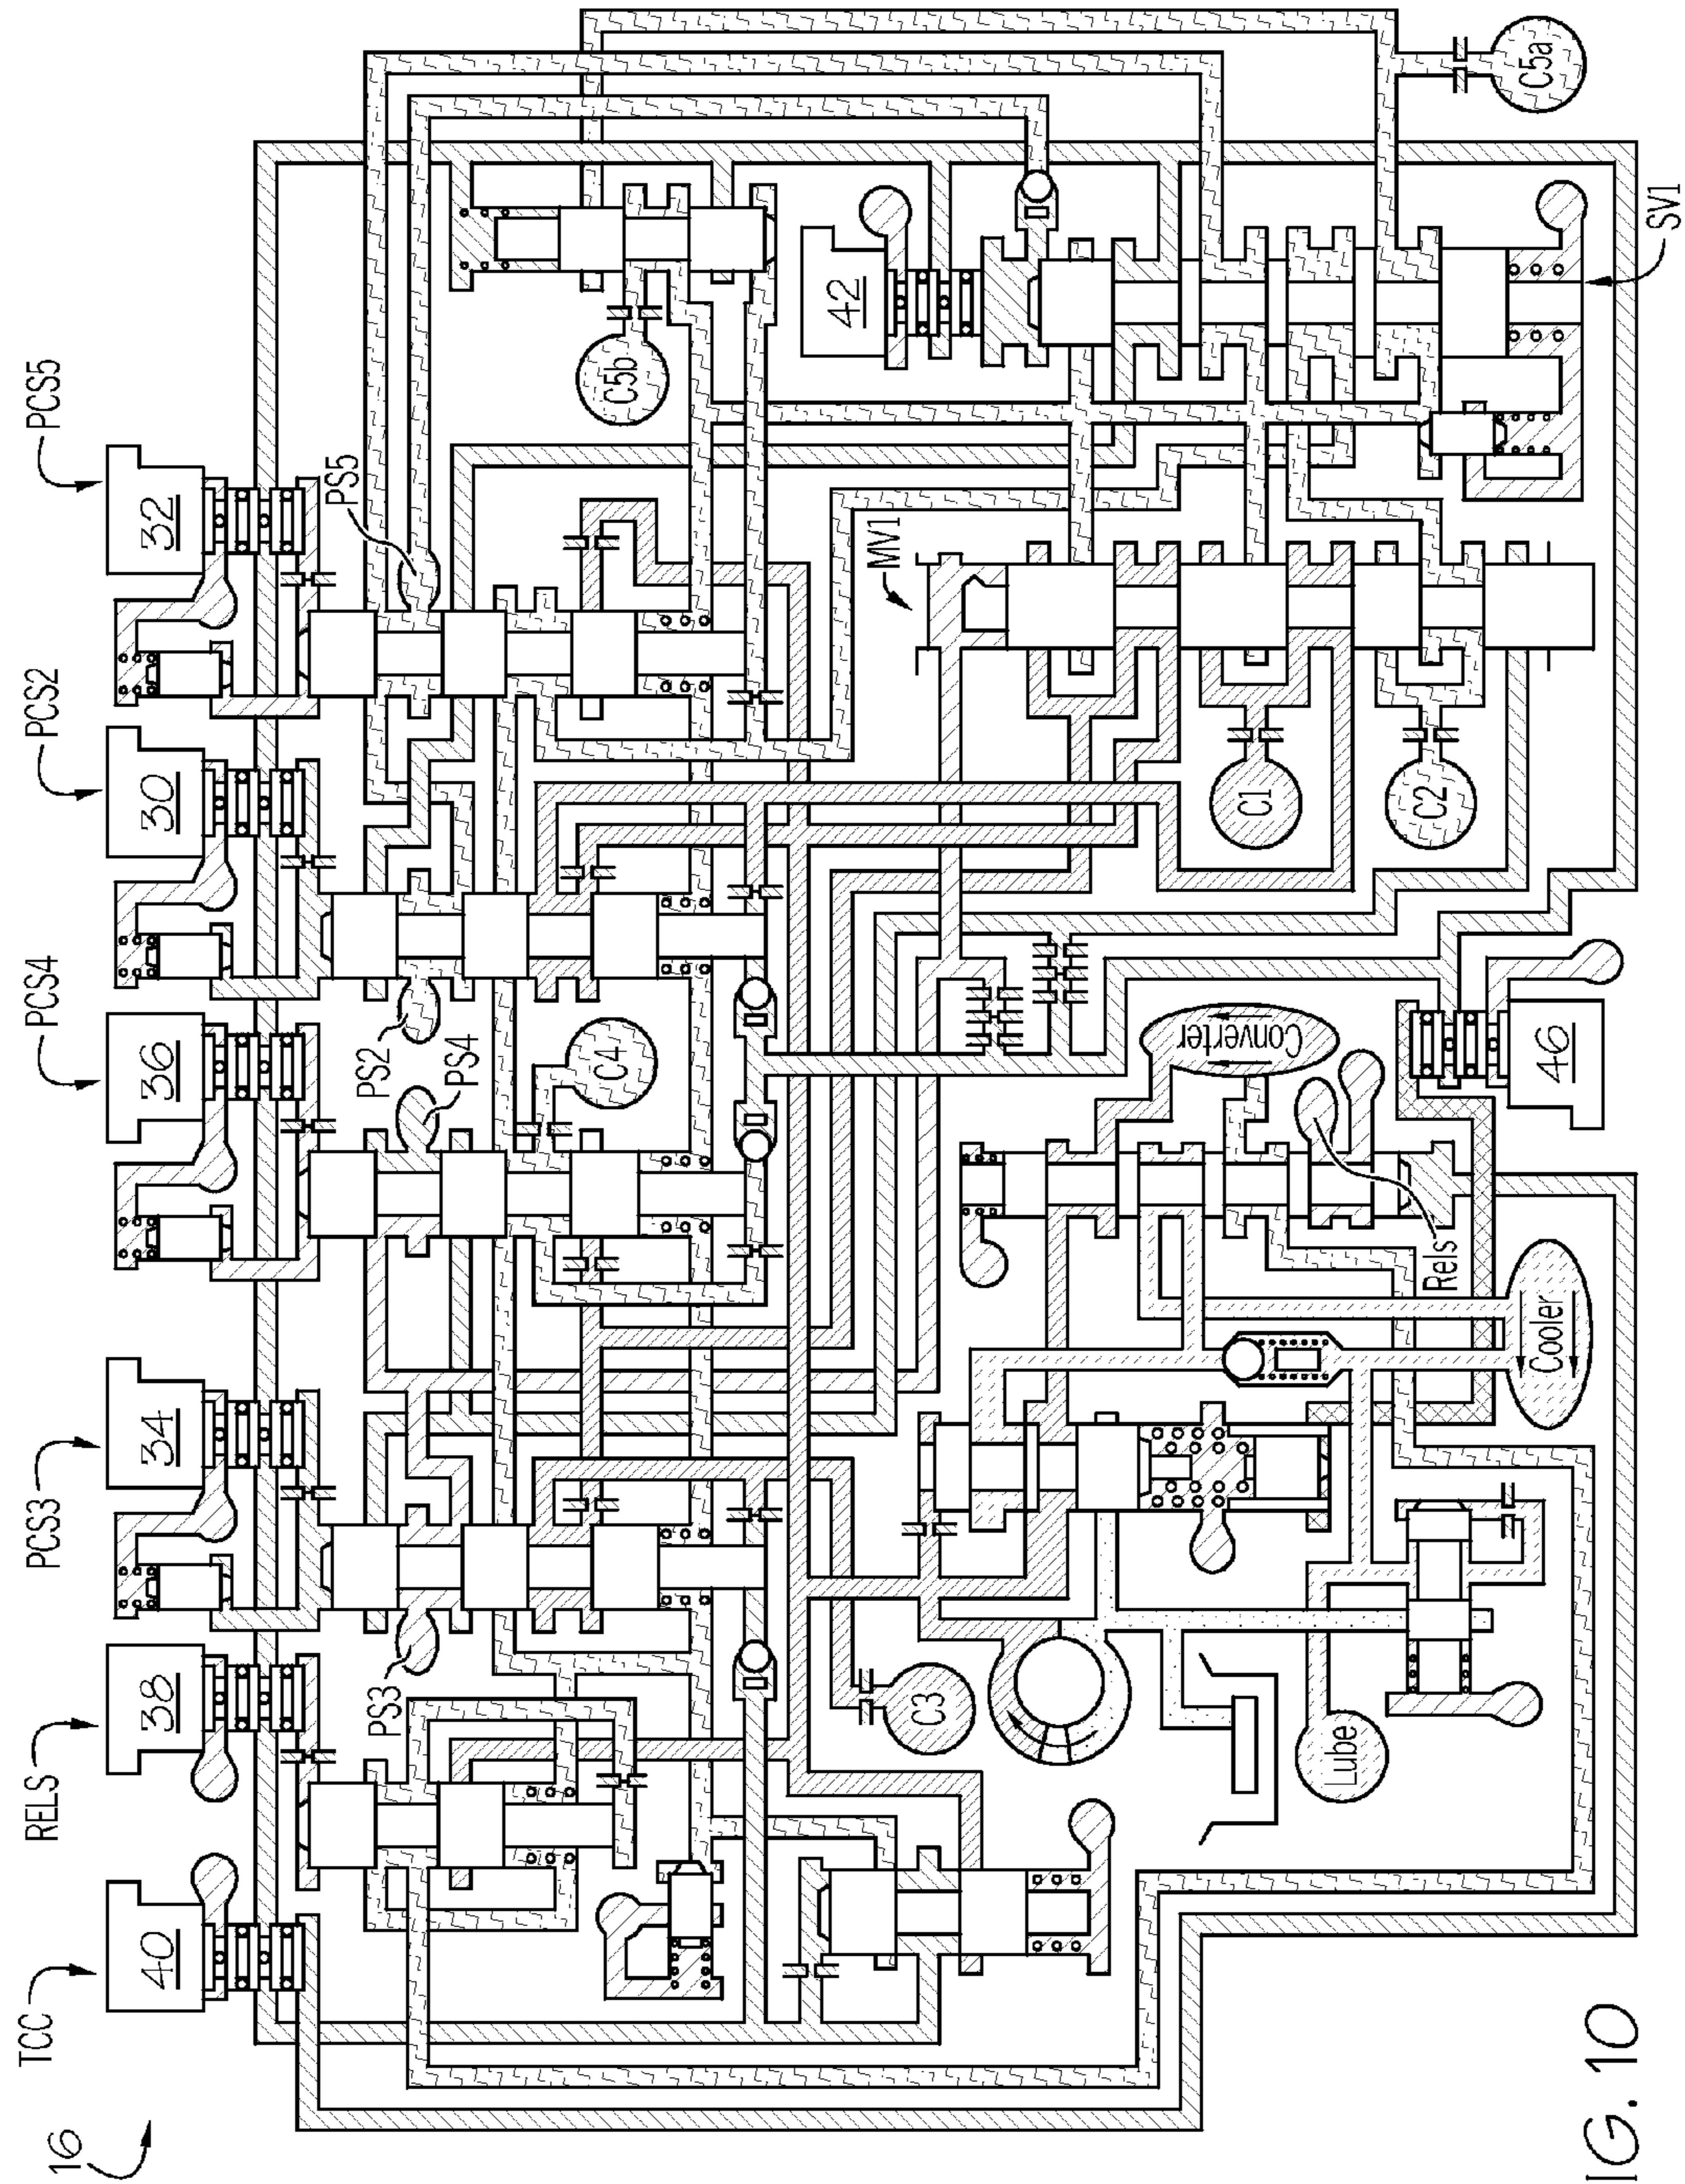 16
TCC
RELS
PCS3
PCS4
PCS2
PCS5
40
38
34
36
30
32
PS3
PS2
PS4
PS5
C4
C5b
C5a
42
MV1
SV1
C1
C2
C3
Converter
46
Rels
Cooler
Lube
IG. 10